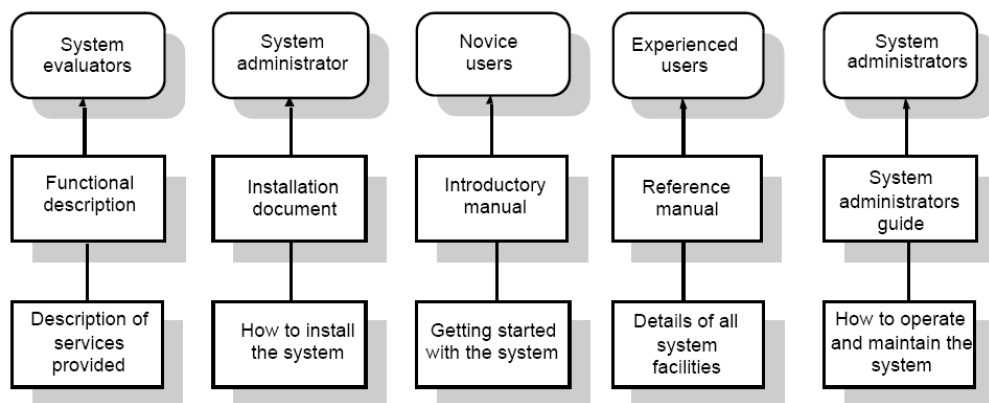 System
evaluators
System
administrator
Novice
users
Experienced
users
System
administrators
Functional
description
Installation
document
Introductory
manual
Reference
manual
System
administrators
guide
Description of
services
provided
How to install
the system
Getting started
with the system
Details of all
system
facilities
How to operate
and maintain the
system